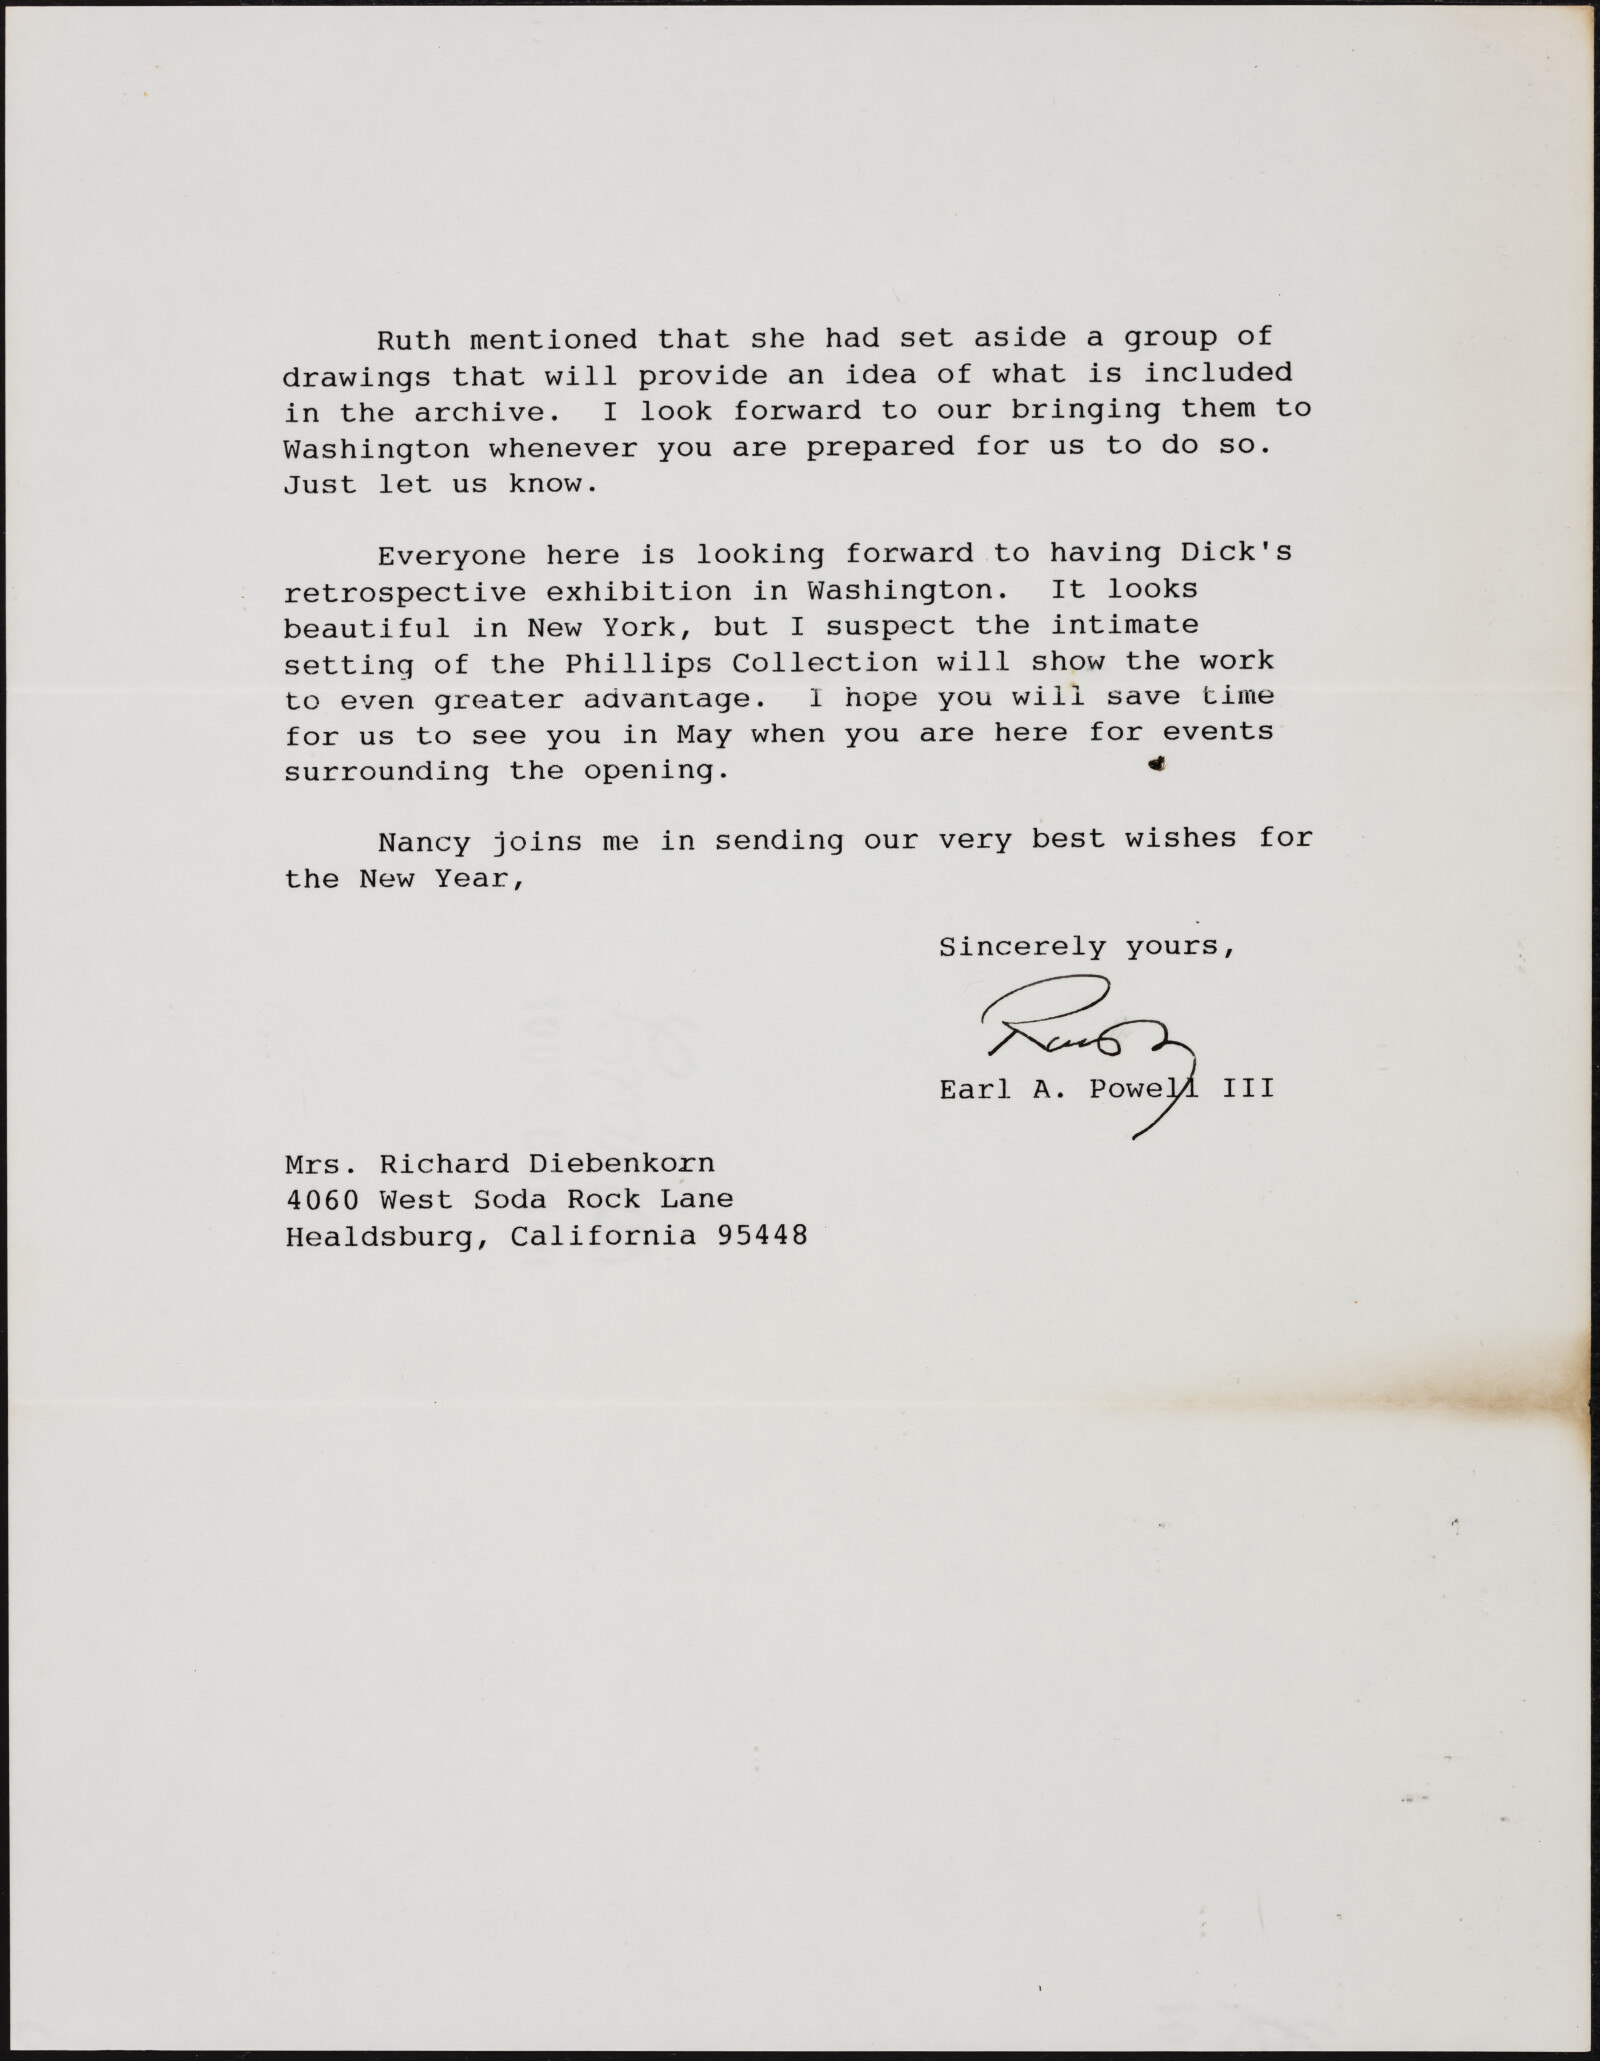 Ruth mentioned that she had set aside a group of
drawings that will provide an idea of what is included
in the archive. I look forward to our bringing them to
Washington whenever you are prepared for us to do so.
Just let us know.
Everyone here is looking forward to having Dick's
retrospective exhibition in Washington. It looks
beautiful in New York, but I suspect the intimate
setting of the Phillips Collection will show the work
to even greater advantage. I hope you will save time
for us to see you in May when you are here for events
surrounding the opening.
Nancy joins me in sending our very best wishes for
the New Year,
Sincerely yours,
Rusty
Earl A. Powell III
Mrs. Richard Diebenkorn
4060 West Soda Rock Lane
Healdsburg, California 95448